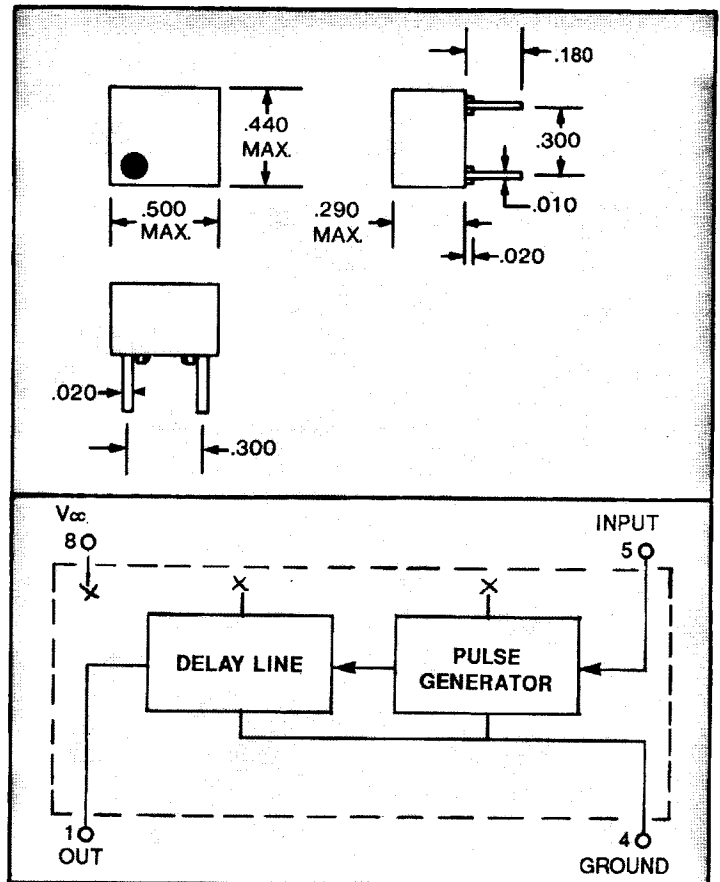 .180
.440
MAX.
.300
.500
MAX.
.290
MAX.
.010
.020
.020
.300
Vcc
8
INPUT
5
DELAY LINE
PULSE
GENERATOR
1
OUT
4
GROUND